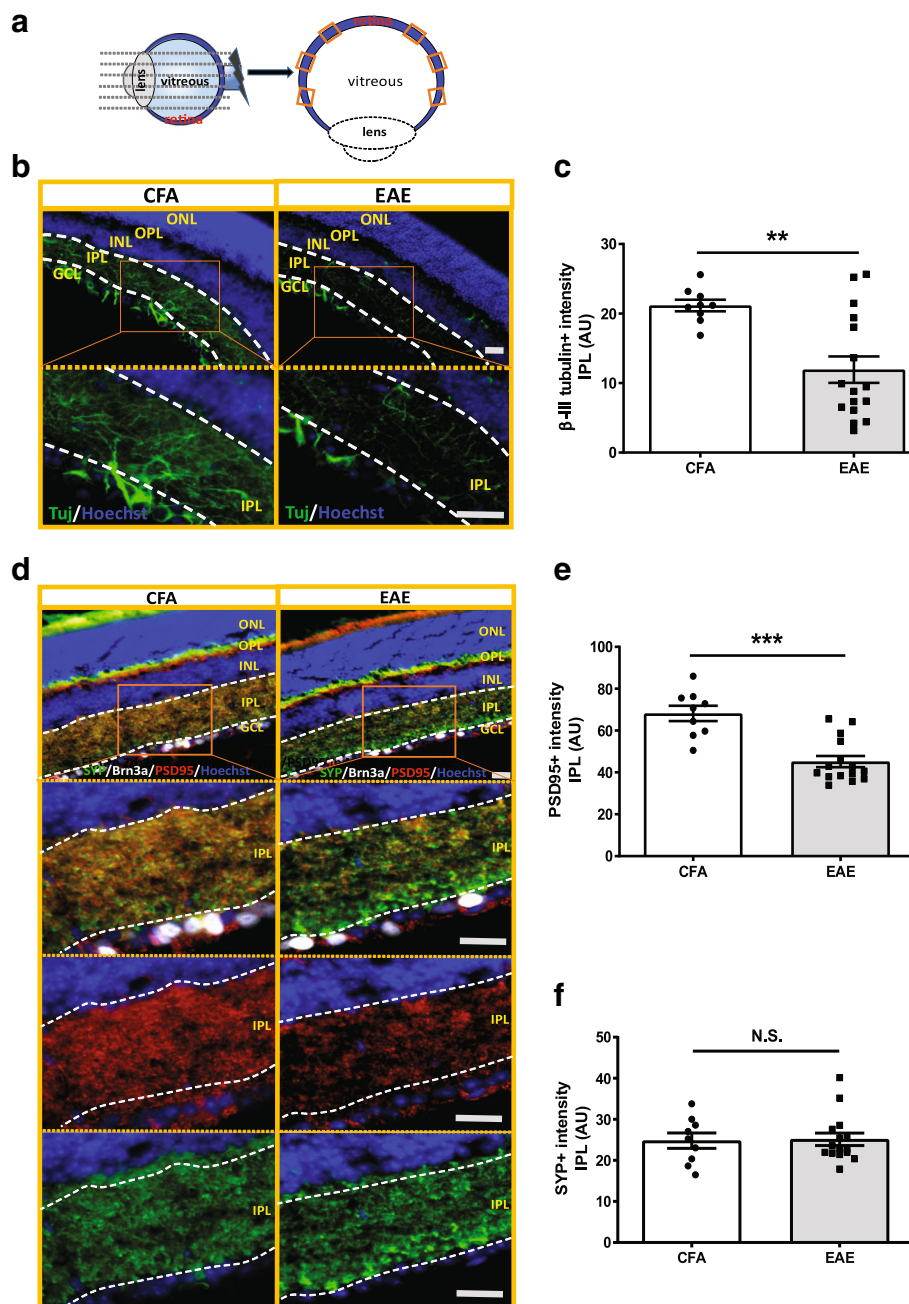 a
lens
vitreous
retina
retina
vitreous
lens
b
CFA
EAE
ONL
OPL
INL
IPL
GCL
ONL
OPL
INL
IPL
GCL
IPL
Tuj/Hoechst
IPL
Tuj/Hoechst
c
**
β-III tubulin+ intensity
IPL (AU)
30
20
10
0
CFA
EAE
d
CFA
EAE
ONL
OPL
INL
IPL
GCL
SYP/Brn3a/PSD95/Hoechst
ONL
OPL
INL
IPL
GCL
SYP/Brn3a/PSD95/Hoechst
IPL
IPL
IPL
IPL
IPL
IPL
e
***
PSD95+ intensity
IPL (AU)
100
80
60
40
20
0
CFA
EAE
f
N.S.
SYP+ intensity
IPL (AU)
50
40
30
20
10
0
CFA
EAE